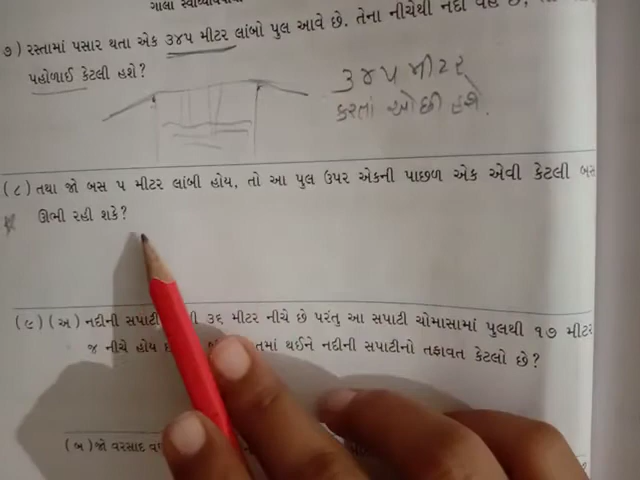 ગાલા સ્વાધ્યાયપોથી
૭) રસ્તામાં પસાર થતા એક ૩૪૫ મીટર લાંબો પુલ આવે છે. તેના નીચેથી નદી વહે છે,
પહોળાઈ કેટલી હશે?
૩૪૫ મીટર
કરતાં ઓછી હશે.
(૮) તથા જો બસ ૫ મીટર લાંબી હોય, તો આ પુલ ઉપર એકની પાછળ એક એવી કેટલી બસ
ઊભી રહી શકે?
(૯) (અ) નદીની સપાટી ૩૬ મીટર નીચે છે પરંતુ આ સપાટી ચોમાસામાં પુલથી ૧૭ મીટર
જ નીચે હોય થઈને નદીની સપાટીનો તફાવત કેટલો છે?
(બ) જો વરસાદ